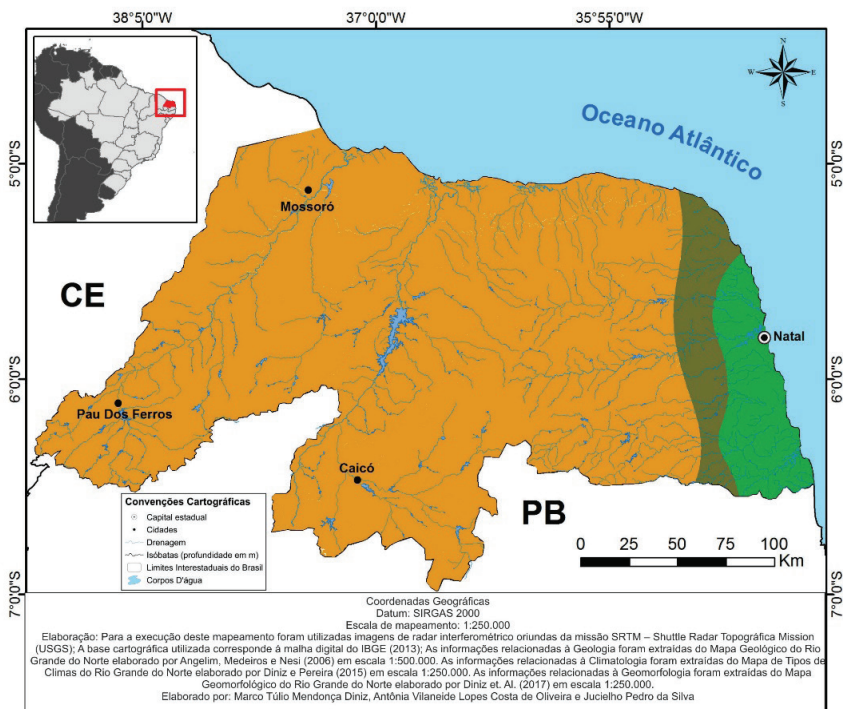 38°5'0"W
37°0'0"W
35°55'0"W
N
W
E
S
Oceano Atlântico
5°0'0"S
5°0'0"S
Mossoró
CE
Natal
6°0'0"S
6°0'0"S
Pau Dos Ferros
Caicó
Convenções Cartográficas
Capital estadual
Cidades
Drenagem
Isóbatas (profundidade em m)
Limites Interestaduais do Brasil
Corpos D'água
PB
0 25 50 75 100
Km
7°0'0"S
7°0'0"S
Coordenadas Geográficas
Datum: SIRGAS 2000
Escala de mapeamento: 1:250.000
Elaboração: Para a execução deste mapeamento foram utilizadas imagens de radar interferométrico oriundas da missão SRTM – Shuttle Radar Topográfica Mission
(USGS); A base cartográfica utilizada corresponde à malha digital do IBGE (2013); As informações relacionadas à Geologia foram extraídas do Mapa Geológico do Rio
Grande do Norte elaborado por Angelim, Medeiros e Nesi (2006) em escala 1:500.000. As informações relacionadas à Climatologia foram extraídas do Mapa de Tipos de
Climas do Rio Grande do Norte elaborado por Diniz e Pereira (2015) em escala 1:250.000. As informações relacionadas à Geomorfologia foram extraídas do Mapa
Geomorfológico do Rio Grande do Norte elaborado por Diniz et. Al. (2017) em escala 1:250.000.
Elaborado por: Marco Túlio Mendonça Diniz, Antônia Vilaneide Lopes Costa de Oliveira e Jucielho Pedro da Silva